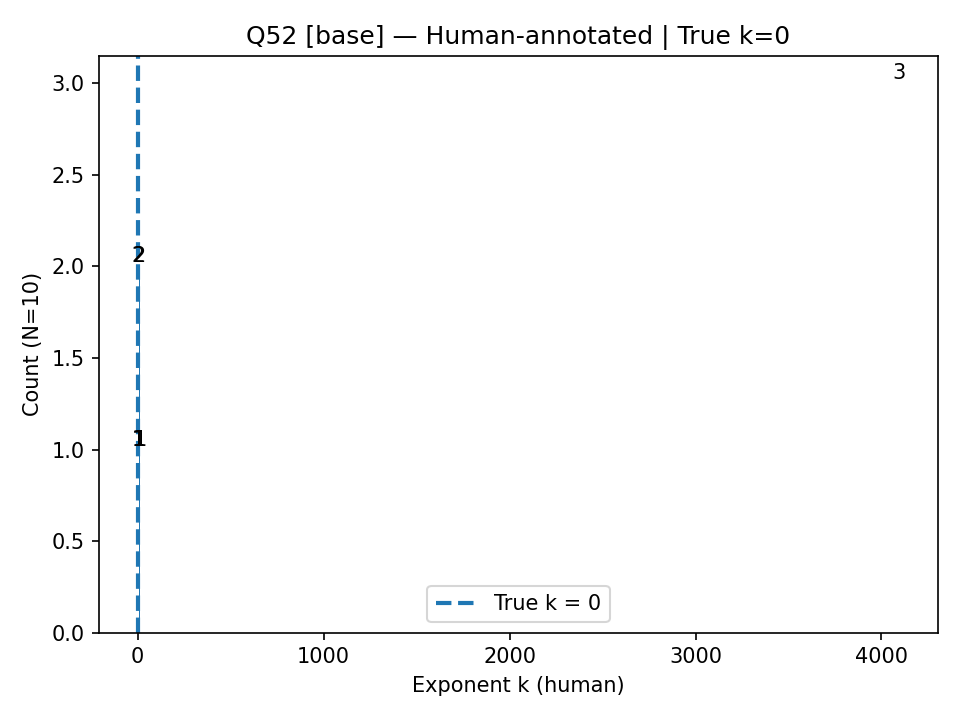 Q52 [base] — Human-annotated | True k=0
3
3.0
2.5
2
2.0
Count (N=10)
1.5
1
1.0
0.5
True k = 0
0.0
0 1000 2000 3000 4000
Exponent k (human)